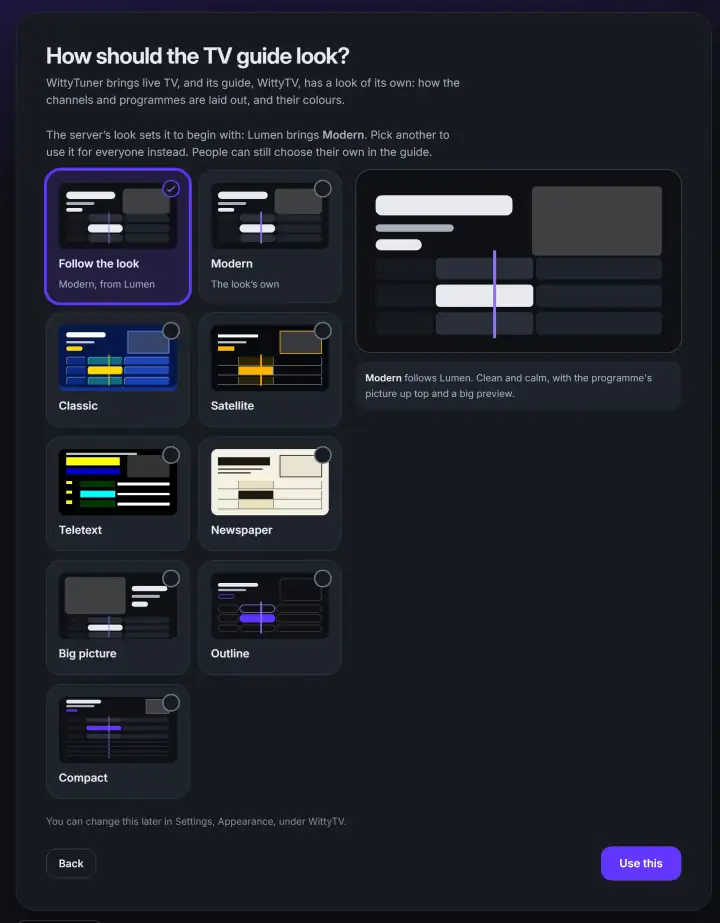 How should the TV guide look?
WittyTuner brings live TV, and its guide, WittyTV, has a look of its own: how the
channels and programmes are laid out, and their colours.
The server's look sets it to begin with: Lumen brings Modern. Pick another to
use it for everyone instead. People can still choose their own in the guide.
Follow the look
Modern, from Lumen
Modern
The look's own
Modern follows Lumen. Clean and calm, with the programme's
picture up top and a big preview.
Classic
Satellite
Teletext
Newspaper
Big picture
Outline
Compact
You can change this later in Settings, Appearance, under WittyTV.
Back
Use this